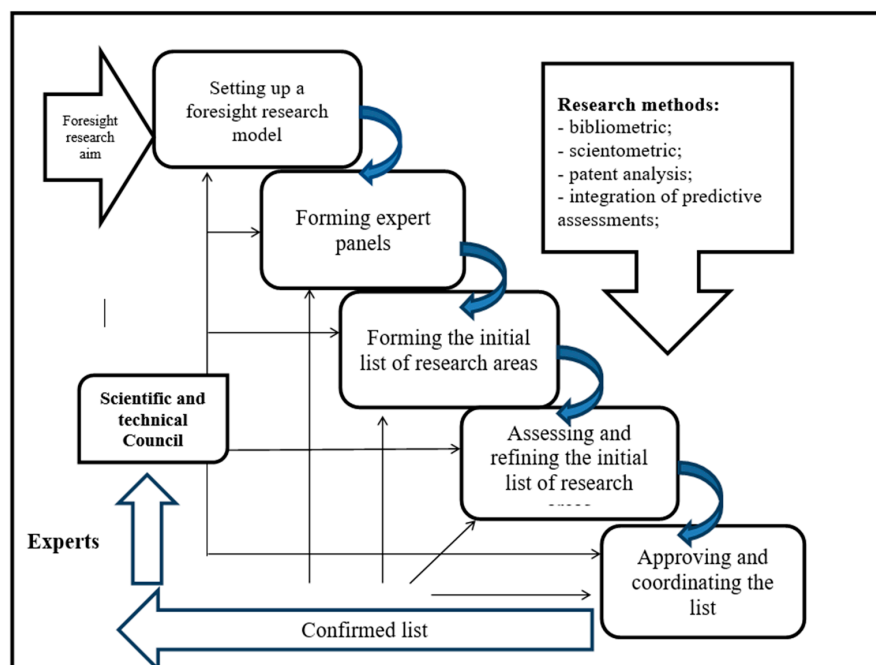 Foresight
research
aim
Setting up a
foresight research
model
Research methods:
- bibliometric;
- scientometric;
- patent analysis;
- integration of predictive
assessments;
Forming expert
panels
Forming the initial
list of research areas
Scientific and
technical
Council
Assessing and
refining the initial
list of research
Experts
Approving and
coordinating the
list
Confirmed list